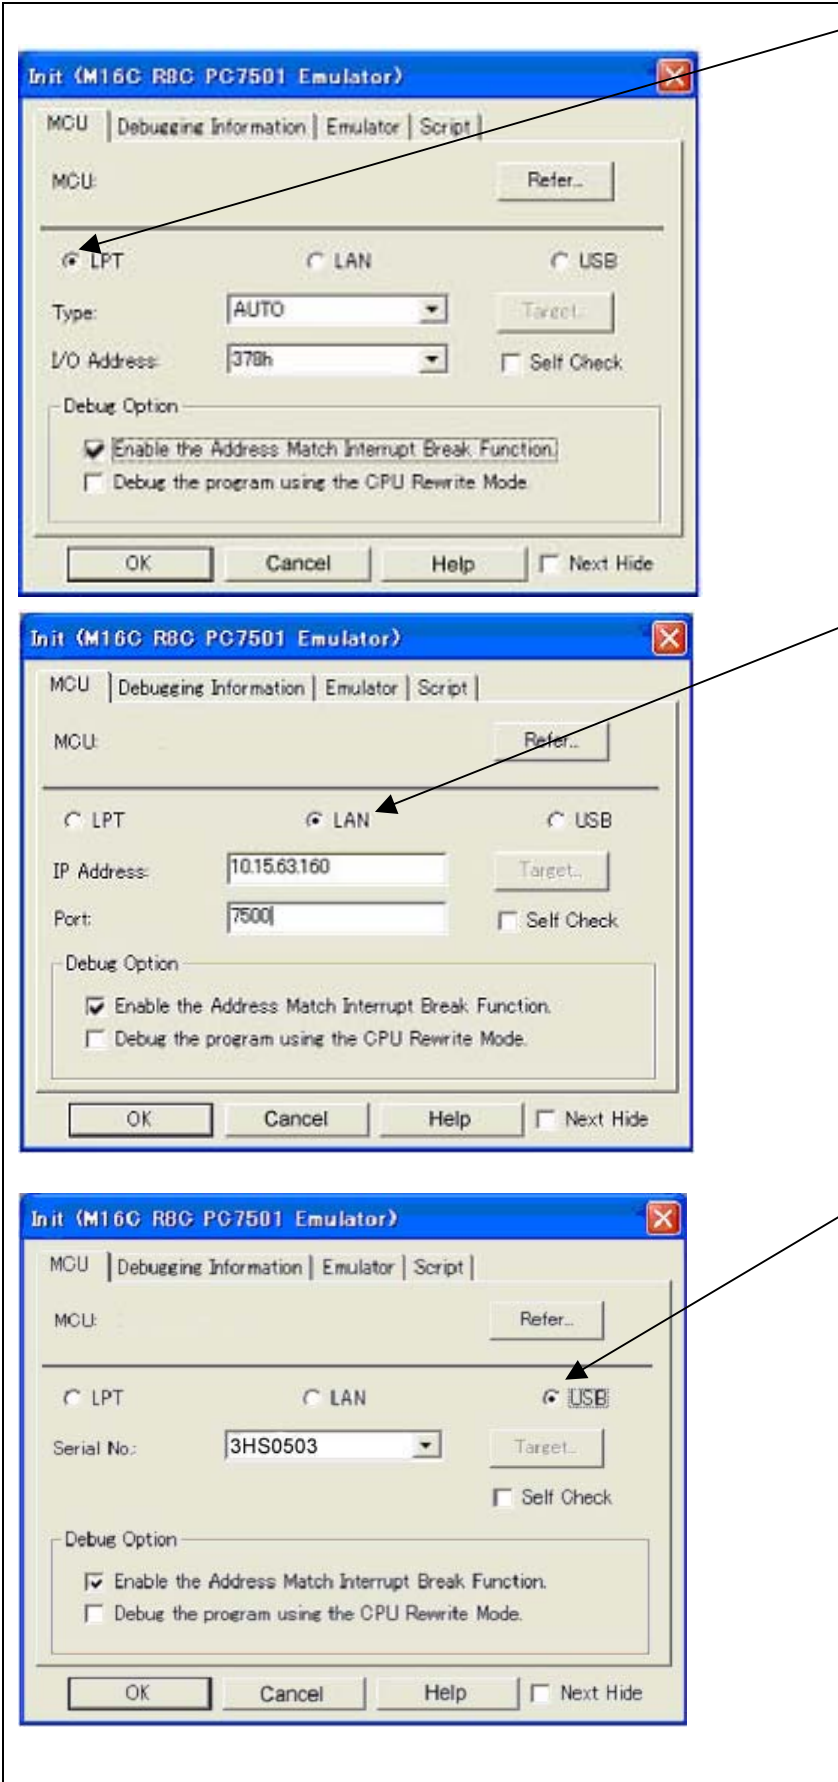 Init (M16C R8C PC7501 Emulator)
MCU Debugging Information Emulator Script
MCU: Refer...
LPT LAN USB
Type: AUTO Target...
I/O Address: 378h Self Check
Debug Option
Enable the Address Match Interrupt Break Function.
Debug the program using the CPU Rewrite Mode.
OK Cancel Help Next Hide
Init (M16C R8C PC7501 Emulator)
MCU Debugging Information Emulator Script
MCU: Refer...
LPT LAN USB
IP Address: 10.15.63.160 Target...
Port: 7500 Self Check
Debug Option
Enable the Address Match Interrupt Break Function.
Debug the program using the CPU Rewrite Mode.
OK Cancel Help Next Hide
Init (M16C R8C PC7501 Emulator)
MCU Debugging Information Emulator Script
MCU: Refer...
LPT LAN USB
Serial No.: 3HS0503 Target...
Self Check
Debug Option
Enable the Address Match Interrupt Break Function.
Debug the program using the CPU Rewrite Mode.
OK Cancel Help Next Hide